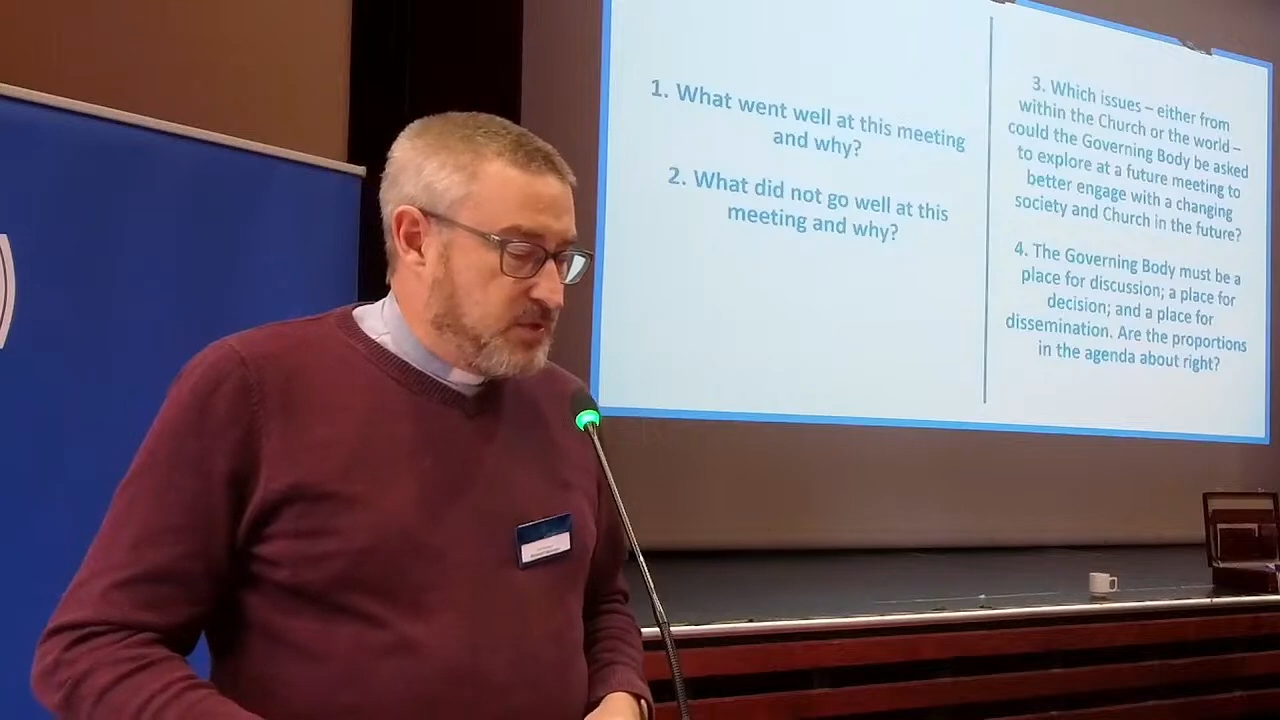 1. What went well at this meeting
and why?
2. What did not go well at this
meeting and why?
3. Which issues – either from
within the Church or the world –
could the Governing Body be asked
to explore at a future meeting to
better engage with a changing
society and Church in the future?
4. The Governing Body must be a
place for discussion; a place for
decision; and a place for
dissemination. Are the proportions
in the agenda about right?